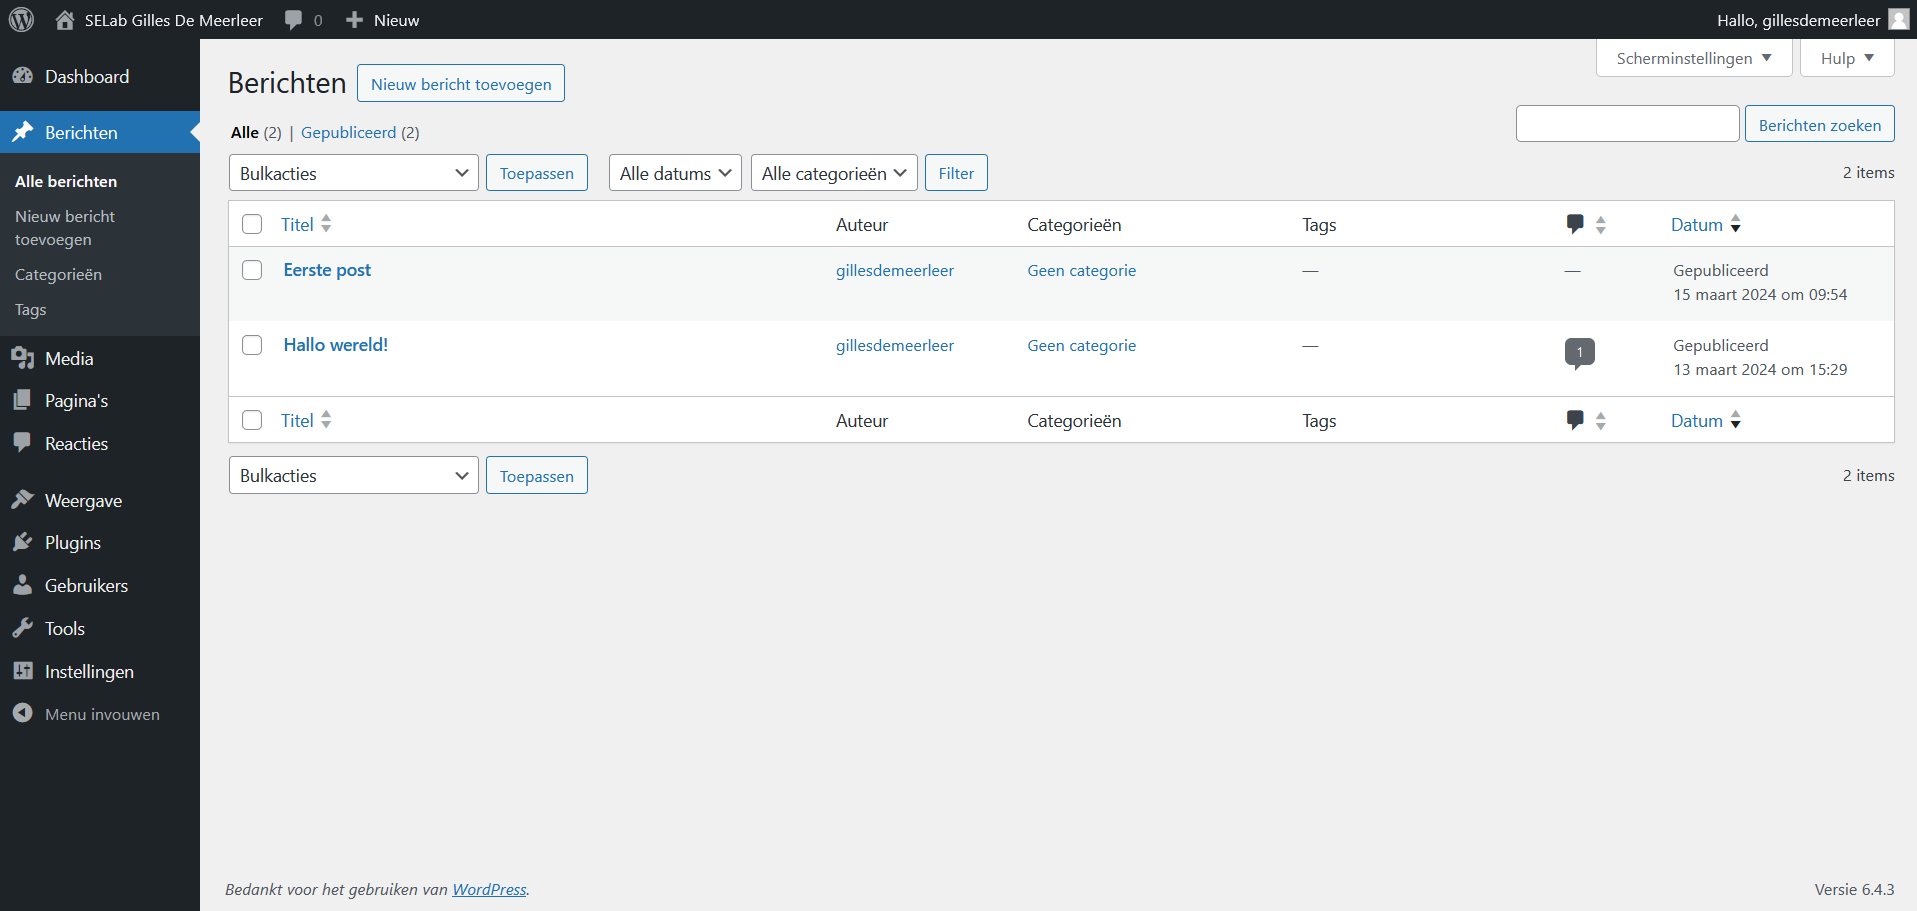 SELab Gilles De Meerleer 0 Nieuw Hallo, gillesdemeerleer
Dashboard
Berichten
Alle berichten
Nieuw bericht
toevoegen
Categorieën
Tags
Media
Pagina's
Reacties
Weergave
Plugins
Gebruikers
Tools
Instellingen
Menu invouwen
Scherminstellingen Hulp
Berichten Nieuw bericht toevoegen
Alle (2) | Gepubliceerd (2) Berichten zoeken
Bulkacties Toepassen Alle datums Alle categorieën Filter 2 items
Titel Auteur Categorieën Tags Datum
Eerste post gillesdemeerleer Geen categorie — — Gepubliceerd
15 maart 2024 om 09:54
Hallo wereld! gillesdemeerleer Geen categorie — 1 Gepubliceerd
13 maart 2024 om 15:29
Titel Auteur Categorieën Tags Datum
Bulkacties Toepassen 2 items
Bedankt voor het gebruiken van WordPress. Versie 6.4.3